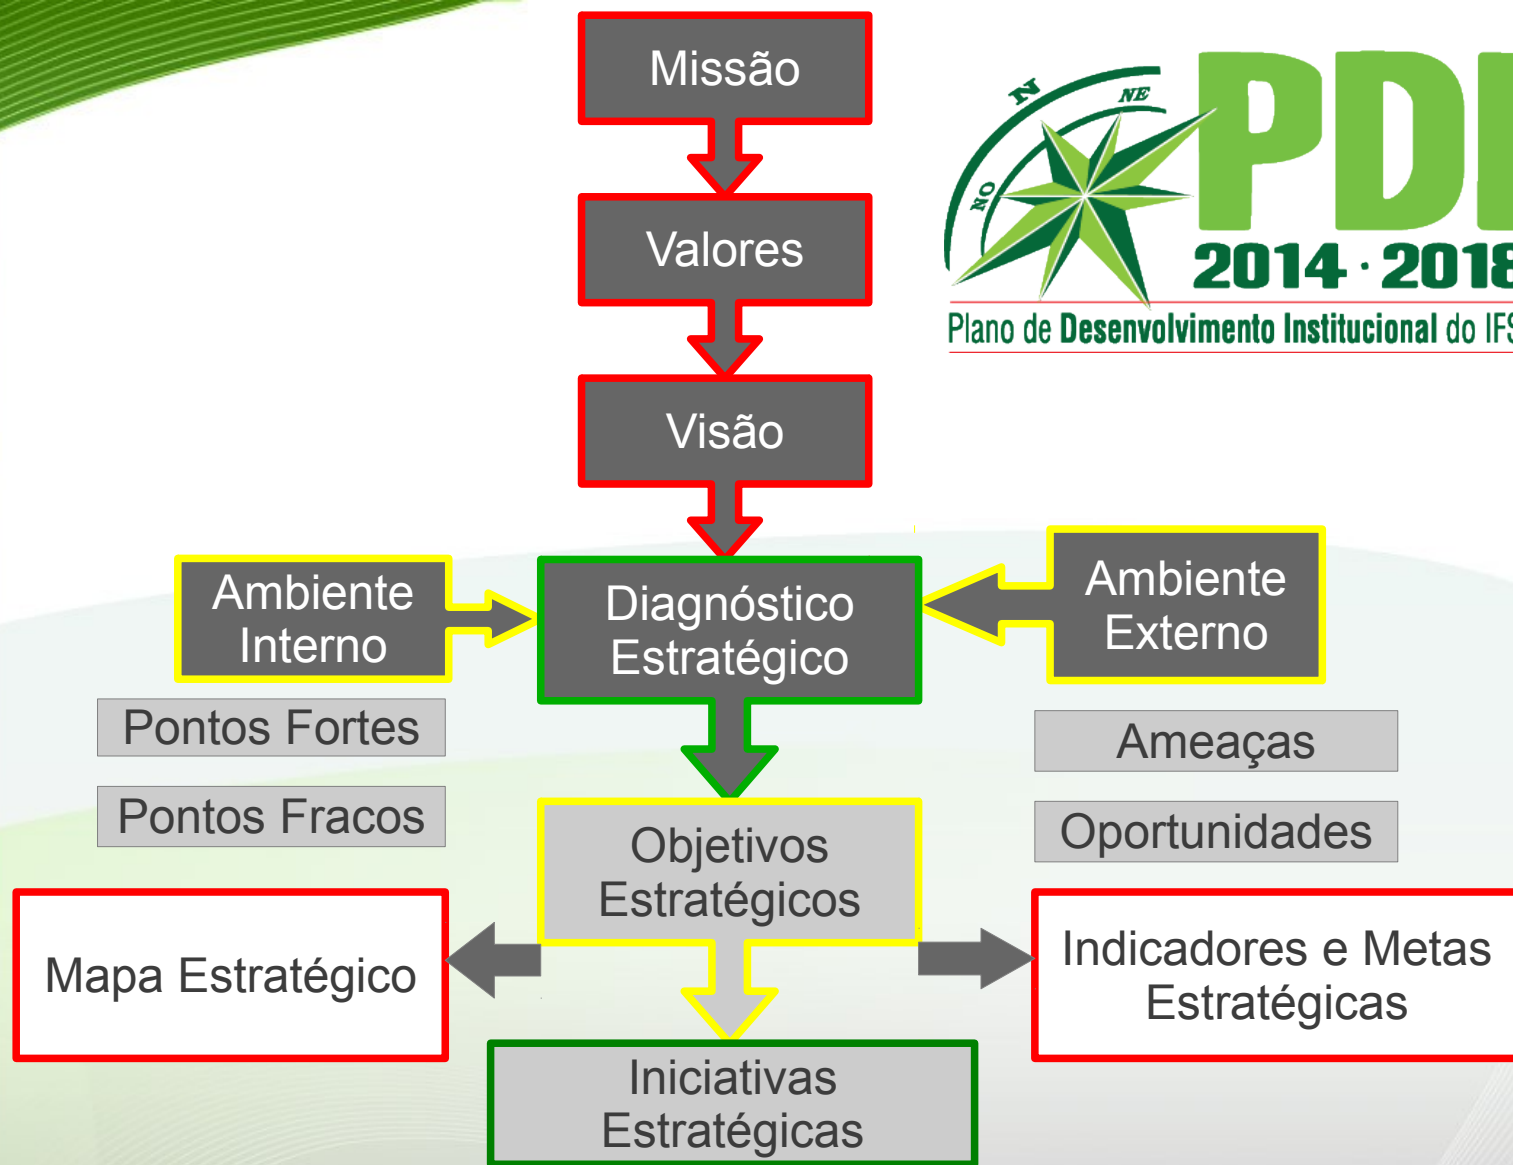 Missão
N
NE
NO
PDI
2014 · 2018
Plano de Desenvolvimento Institucional do IFS
Valores
Visão
Ambiente
Interno
Diagnóstico
Estratégico
Ambiente
Externo
Pontos Fortes
Pontos Fracos
Ameaças
Oportunidades
Objetivos
Estratégicos
Mapa Estratégico
Indicadores e Metas
Estratégicas
Iniciativas
Estratégicas